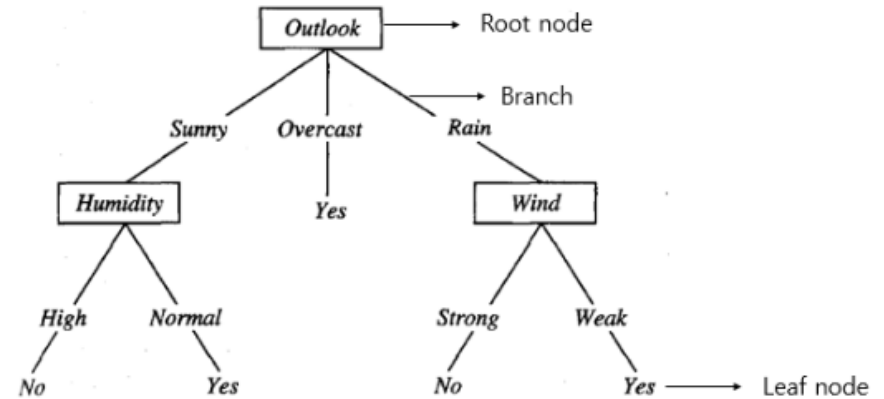 Outlook Root node
Branch
Sunny Overcast Rain
Humidity Yes Wind
High Normal Strong Weak
No Yes No Yes Leaf node